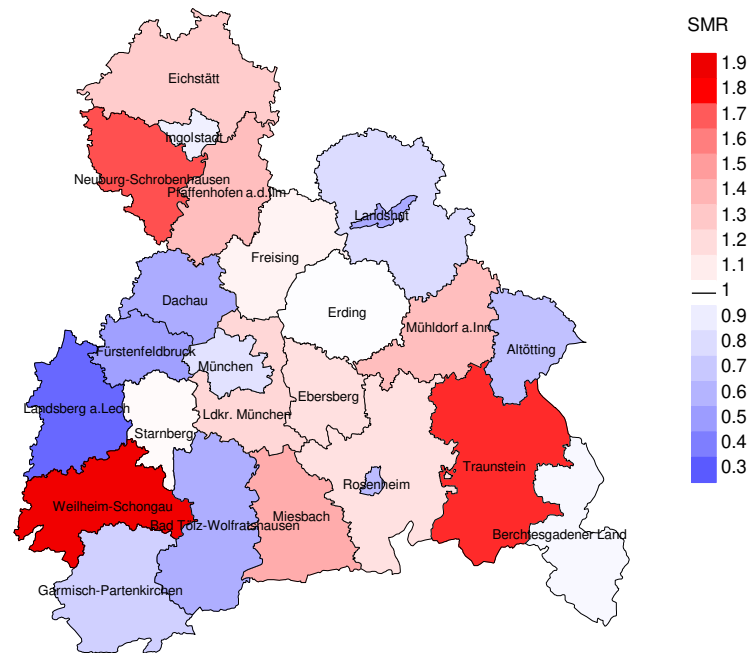 SMR
1.9
1.8
1.7
1.6
1.5
1.4
1.3
1.2
1.1
1
0.9
0.8
0.7
0.6
0.5
0.4
0.3
Eichstätt
Ingolstadt
Neuburg-Schrobenhausen
Pfaffenhofen a.d.Ilm
Landshut
Freising
Dachau
Erding
Mühldorf a.Inn
Altötting
Fürstenfeldbruck
München
Ebersberg
Landsberg a.Lech
Ldkr. München
Starnberg
Traunstein
Rosenheim
Weilheim-Schongau
Miesbach
Bad Tölz-Wolfratshausen
Berchtesgadener Land
Garmisch-Partenkirchen